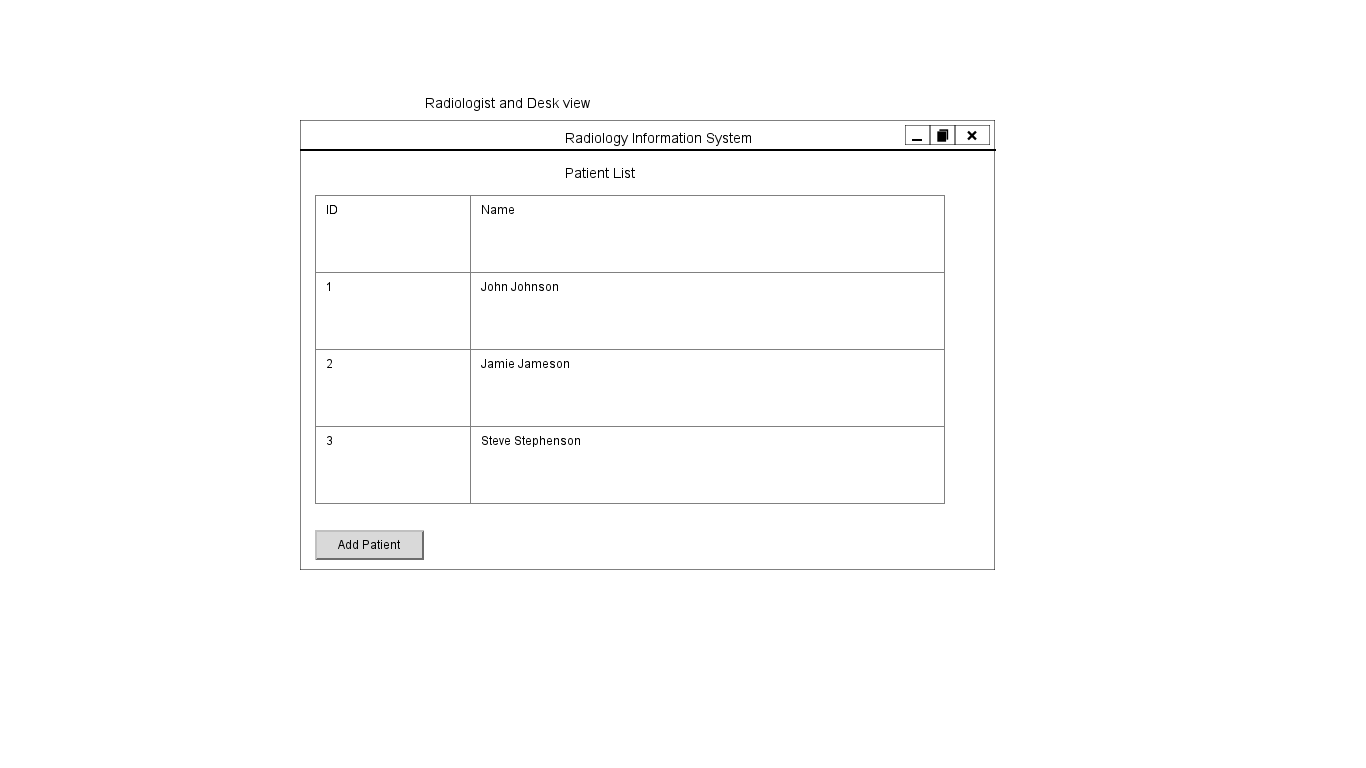 Radiologist and Desk view
Radiology Information System
Patient List
ID Name
1 John Johnson
2 Jamie Jameson
3 Steve Stephenson
Add Patient